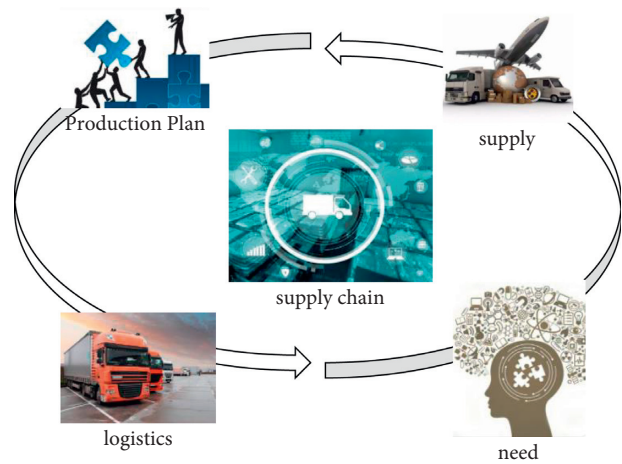 Production Plan
supply
supply chain
logistics
need